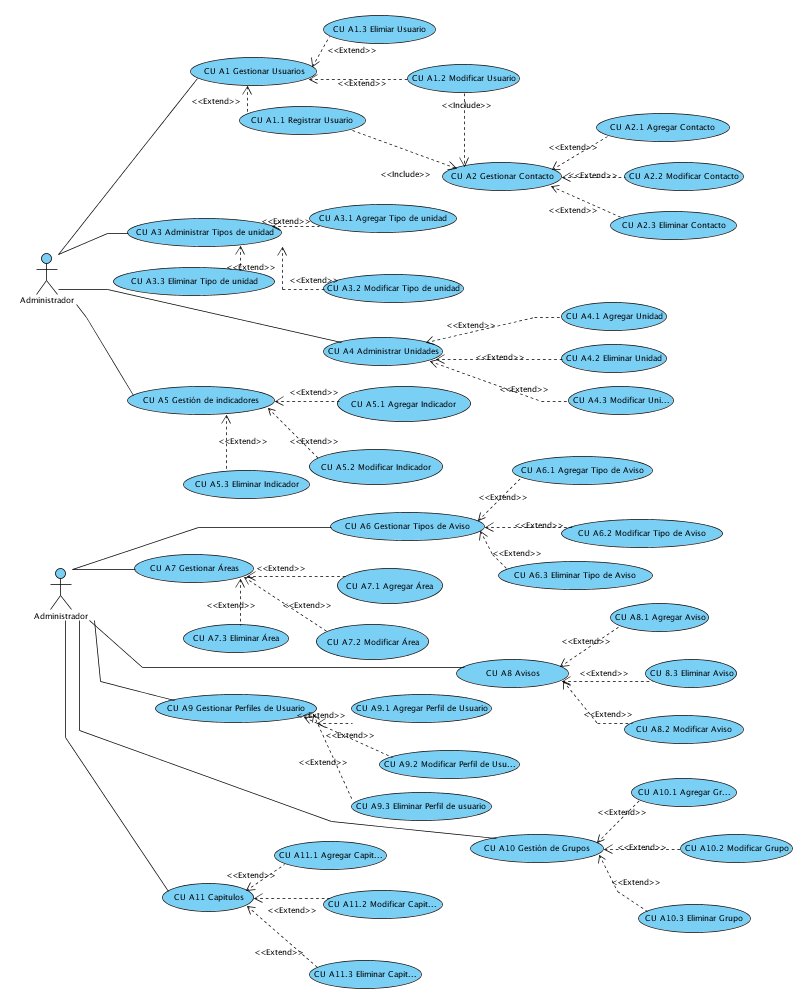 CU A1.3 Elimiar Usuario
<<Extend>>
CU A1 Gestionar Usuarios
CU A1.2 Modificar Usuario
<<Extend>>
<<Extend>>
<<Include>>
CU A1.1 Registrar Usuario
CU A2.1 Agregar Contacto
<<Extend>>
<<Include>>
CU A2 Gestionar Contacto
<<Extend>>
CU A2.2 Modificar Contacto
<<Extend>>
CU A2.3 Eliminar Contacto
CU A3.1 Agregar Tipo de unidad
<<Extend>>
CU A3 Administrar Tipos de unidad
<<Extend>>
CU A3.3 Eliminar Tipo de unidad
<<Extend>>
CU A3.2 Modificar Tipo de unidad
Administrador
CU A4.1 Agregar Unidad
<<Extend>>
CU A4 Administrar Unidades
<<Extend>>
CU A4.2 Eliminar Unidad
<<Extend>>
CU A4.3 Modificar Uni...
CU A5 Gestión de indicadores
<<Extend>>
CU A5.1 Agregar Indicador
<<Extend>>
<<Extend>>
CU A5.2 Modificar Indicador
CU A5.3 Eliminar Indicador
CU A6.1 Agregar Tipo de Aviso
<<Extend>>
CU A6 Gestionar Tipos de Aviso
<<Extend>>
CU A6.2 Modificar Tipo de Aviso
<<Extend>>
CU A6.3 Eliminar Tipo de Aviso
CU A7 Gestionar Áreas
<<Extend>>
CU A7.1 Agregar Área
<<Extend>>
<<Extend>>
Administrador
CU A7.3 Eliminar Área
CU A7.2 Modificar Área
CU A8.1 Agregar Aviso
<<Extend>>
CU A8 Avisos
<<Extend>>
CU 8.3 Eliminar Aviso
<<Extend>>
CU A8.2 Modificar Aviso
CU A9 Gestionar Perfiles de Usuario
<<Extend>>
CU A9.1 Agregar Perfil de Usuario
<<Extend>>
<<Extend>>
CU A9.2 Modificar Perfil de Usu...
CU A9.3 Eliminar Perfil de usuario
CU A10.1 Agregar Gr...
<<Extend>>
CU A10 Gestión de Grupos
<<Extend>>
CU A10.2 Modificar Grupo
<<Extend>>
CU A10.3 Eliminar Grupo
CU A11.1 Agregar Capit...
<<Extend>>
CU A11 Capitulos
<<Extend>>
CU A11.2 Modificar Capit...
<<Extend>>
CU A11.3 Eliminar Capit...